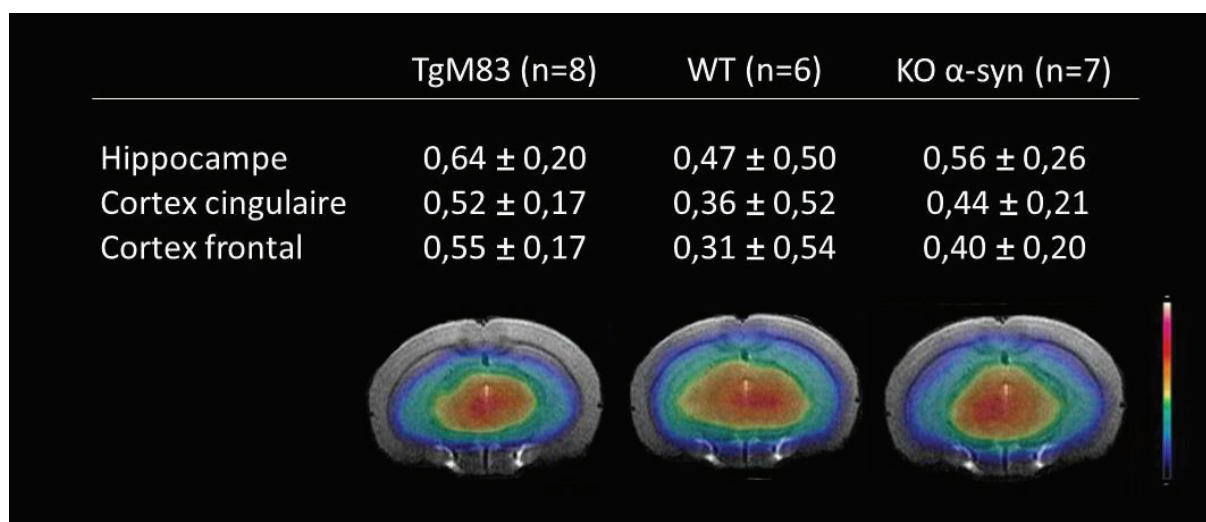 TgM83 (n=8) WT (n=6) KO α-syn (n=7)
Hippocampe 0,64 ± 0,20 0,47 ± 0,50 0,56 ± 0,26
Cortex cingulaire 0,52 ± 0,17 0,36 ± 0,52 0,44 ± 0,21
Cortex frontal 0,55 ± 0,17 0,31 ± 0,54 0,40 ± 0,20